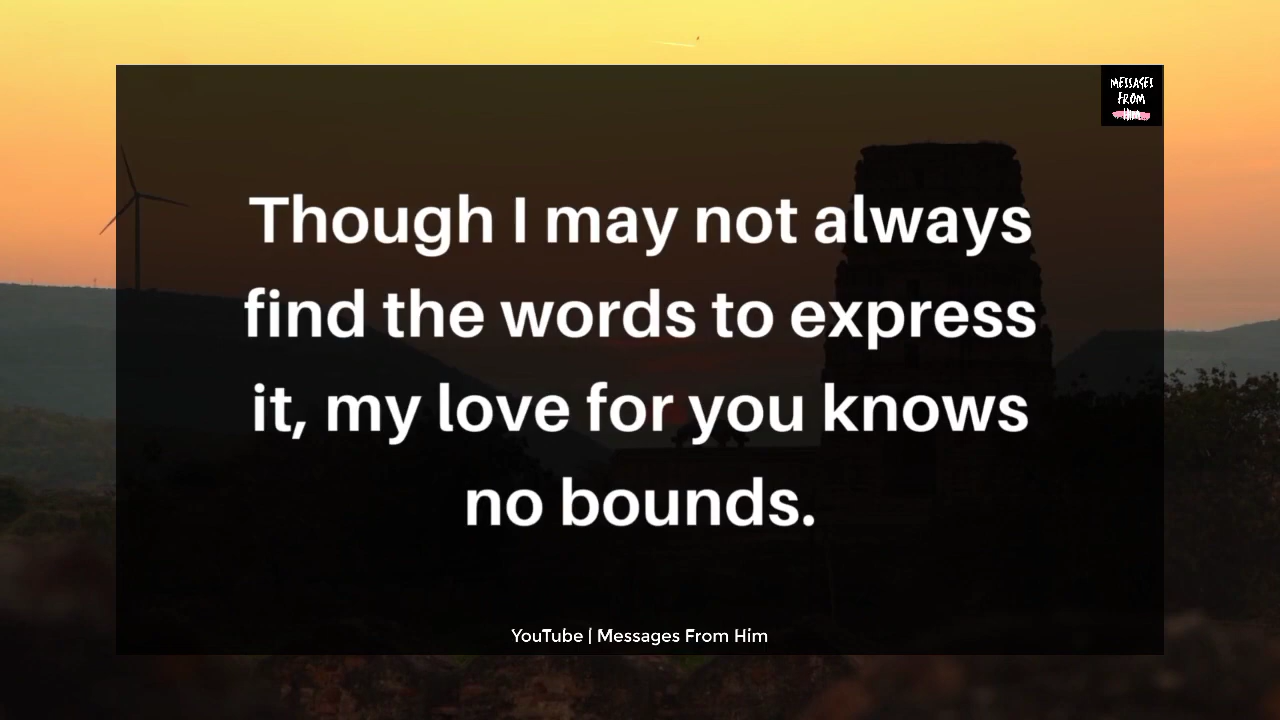 MESSAGES
FROM
Him
Though I may not always
find the words to express
it, my love for you knows
no bounds.
YouTube | Messages From Him